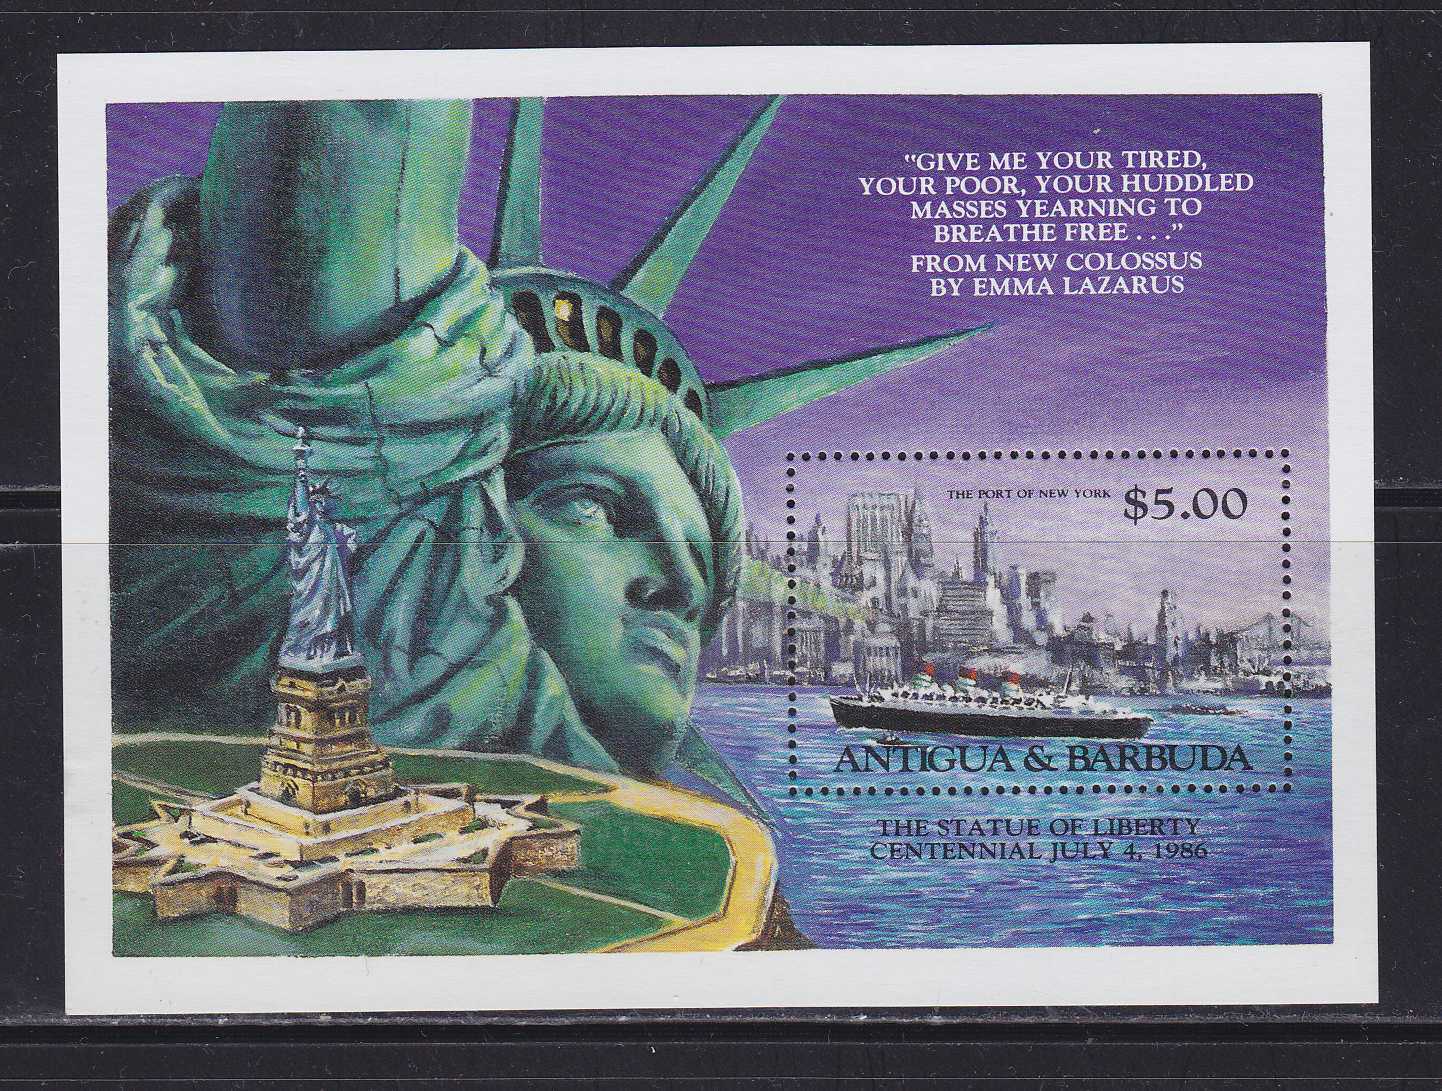 "GIVE ME YOUR TIRED,
YOUR POOR, YOUR HUDDLED
MASSES YEARNING TO
BREATHE FREE . . ."
FROM NEW COLOSSUS
BY EMMA LAZARUS
THE PORT OF NEW YORK $5.00
ANTIGUA & BARBUDA
THE STATUE OF LIBERTY
CENTENNIAL JULY 4, 1986